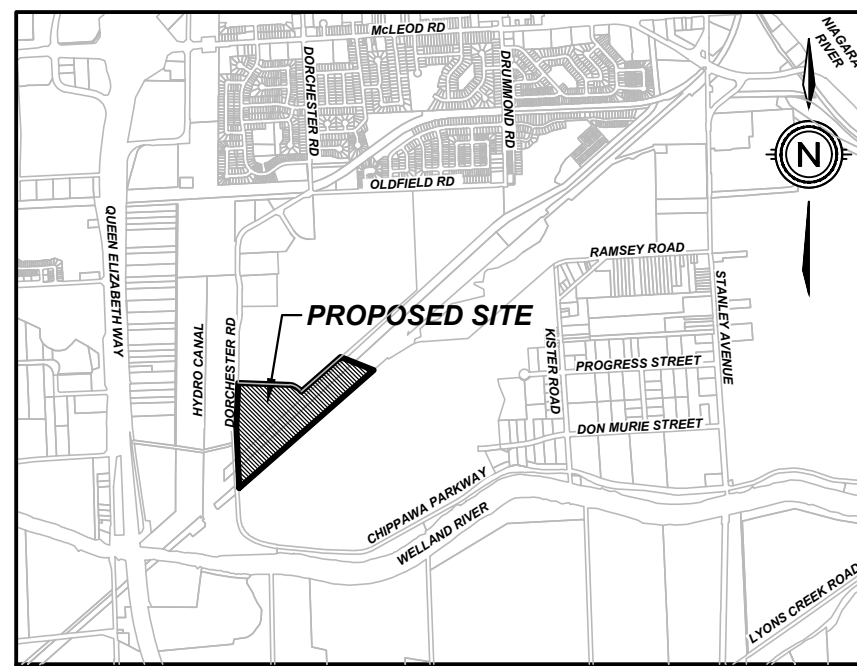 McLEOD RD
NIAGARA
RIVER
DORCHESTER RD
DRUMMOND RD
N
OLDFIELD RD
QUEEN ELIZABETH WAY
RAMSEY ROAD
STANLEY AVENUE
HYDRO CANAL
DORCHESTER RD
PROPOSED SITE
KISTER ROAD
PROGRESS STREET
DON MURIE STREET
CHIPPAWA PARKWAY
WELLAND RIVER
LYONS CREEK ROAD